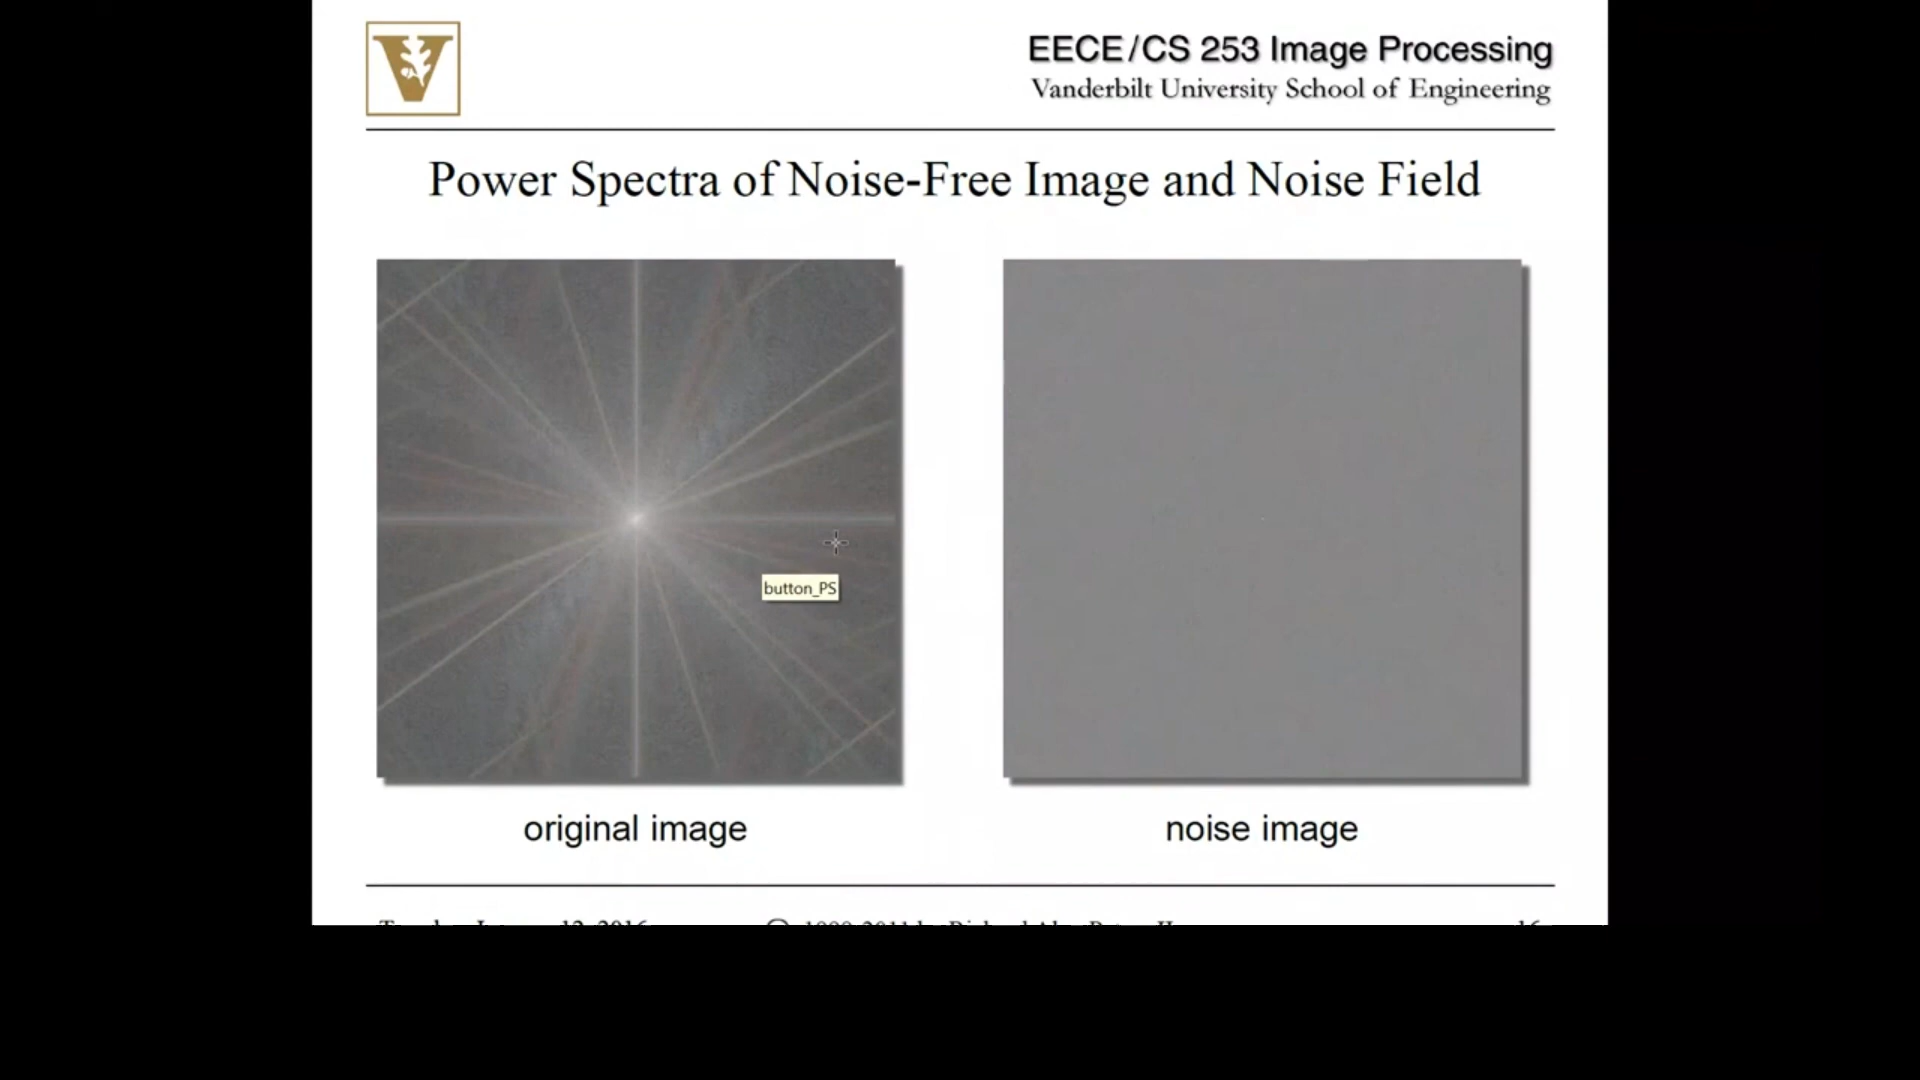 V
EECE/CS 253 Image Processing
Vanderbilt University School of Engineering
Power Spectra of Noise-Free Image and Noise Field
button_PS
original image
noise image